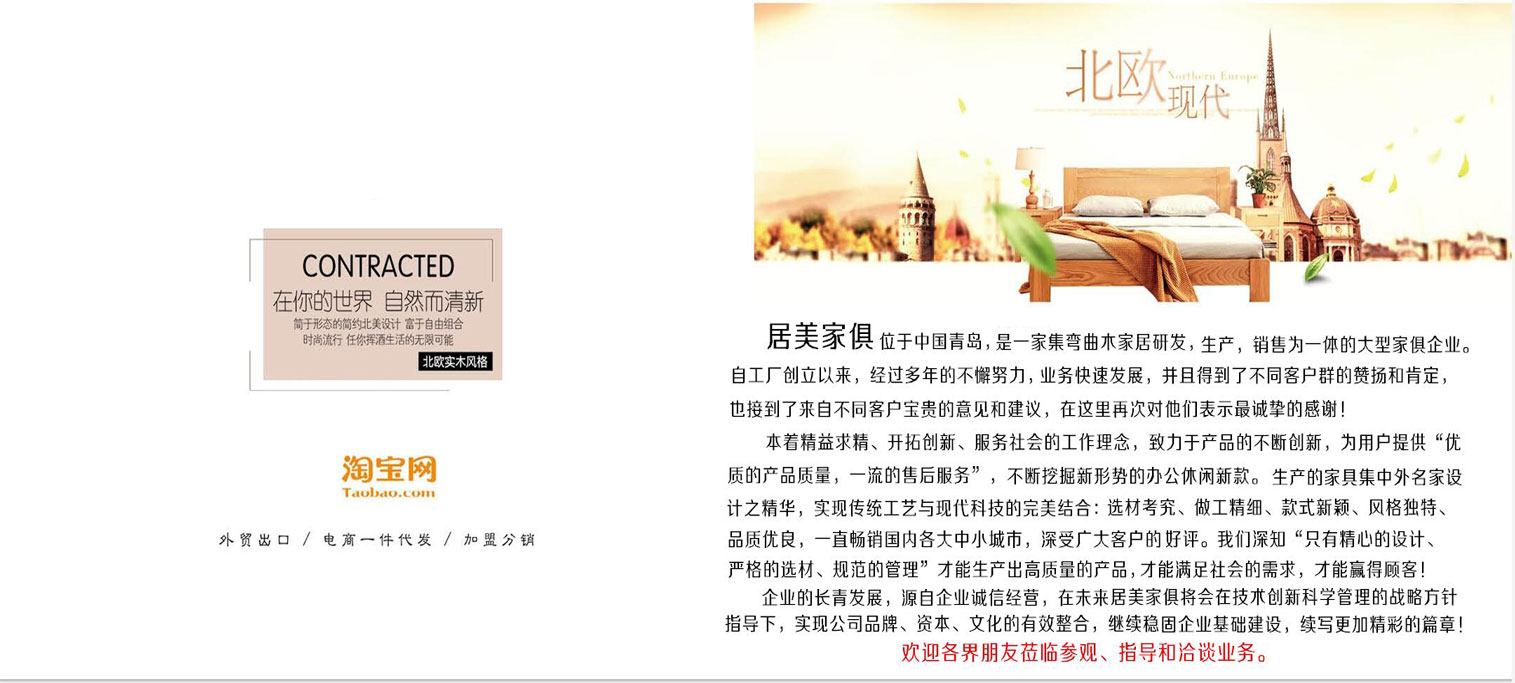 CONTRACTED
在你的世界 自然而清新
简于形态的简约北美设计 富于自由组合
时尚流行 任你挥洒生活的无限可能
北欧实木风格
淘宝网
Taobao.com
外贸出口 / 电商一件代发 / 加盟分销
北欧
Northern Europe
现代
居美家俱位于中国青岛,是一家集弯曲木家居研发,生产,销售为一体的大型家俱企业。
自工厂创立以来,经过多年的不懈努力,业务快速发展,并且得到了不同客户群的赞扬和肯定,
也接到了来自不同客户宝贵的意见和建议,在这里再次对他们表示最诚挚的感谢!
本着精益求精、开拓创新、服务社会的工作理念,致力于产品的不断创新,为用户提供“优
质的产品质量,一流的售后服务”,不断挖掘新形势的办公休闲新款。生产的家具集中外名家设
计之精华,实现传统工艺与现代科技的完美结合:选材考究、做工精细、款式新颖、风格独特、
品质优良,一直畅销国内各大中小城市,深受广大客户的好评。我们深知“只有精心的设计、
严格的选材、规范的管理”才能生产出高质量的产品,才能满足社会的需求,才能赢得顾客!
企业的长青发展,源自企业诚信经营,在未来居美家俱将会在技术创新科学管理的战略方针
指导下,实现公司品牌、资本、文化的有效整合,继续稳固企业基础建设,续写更加精彩的篇章!
欢迎各界朋友莅临参观、指导和洽谈业务。